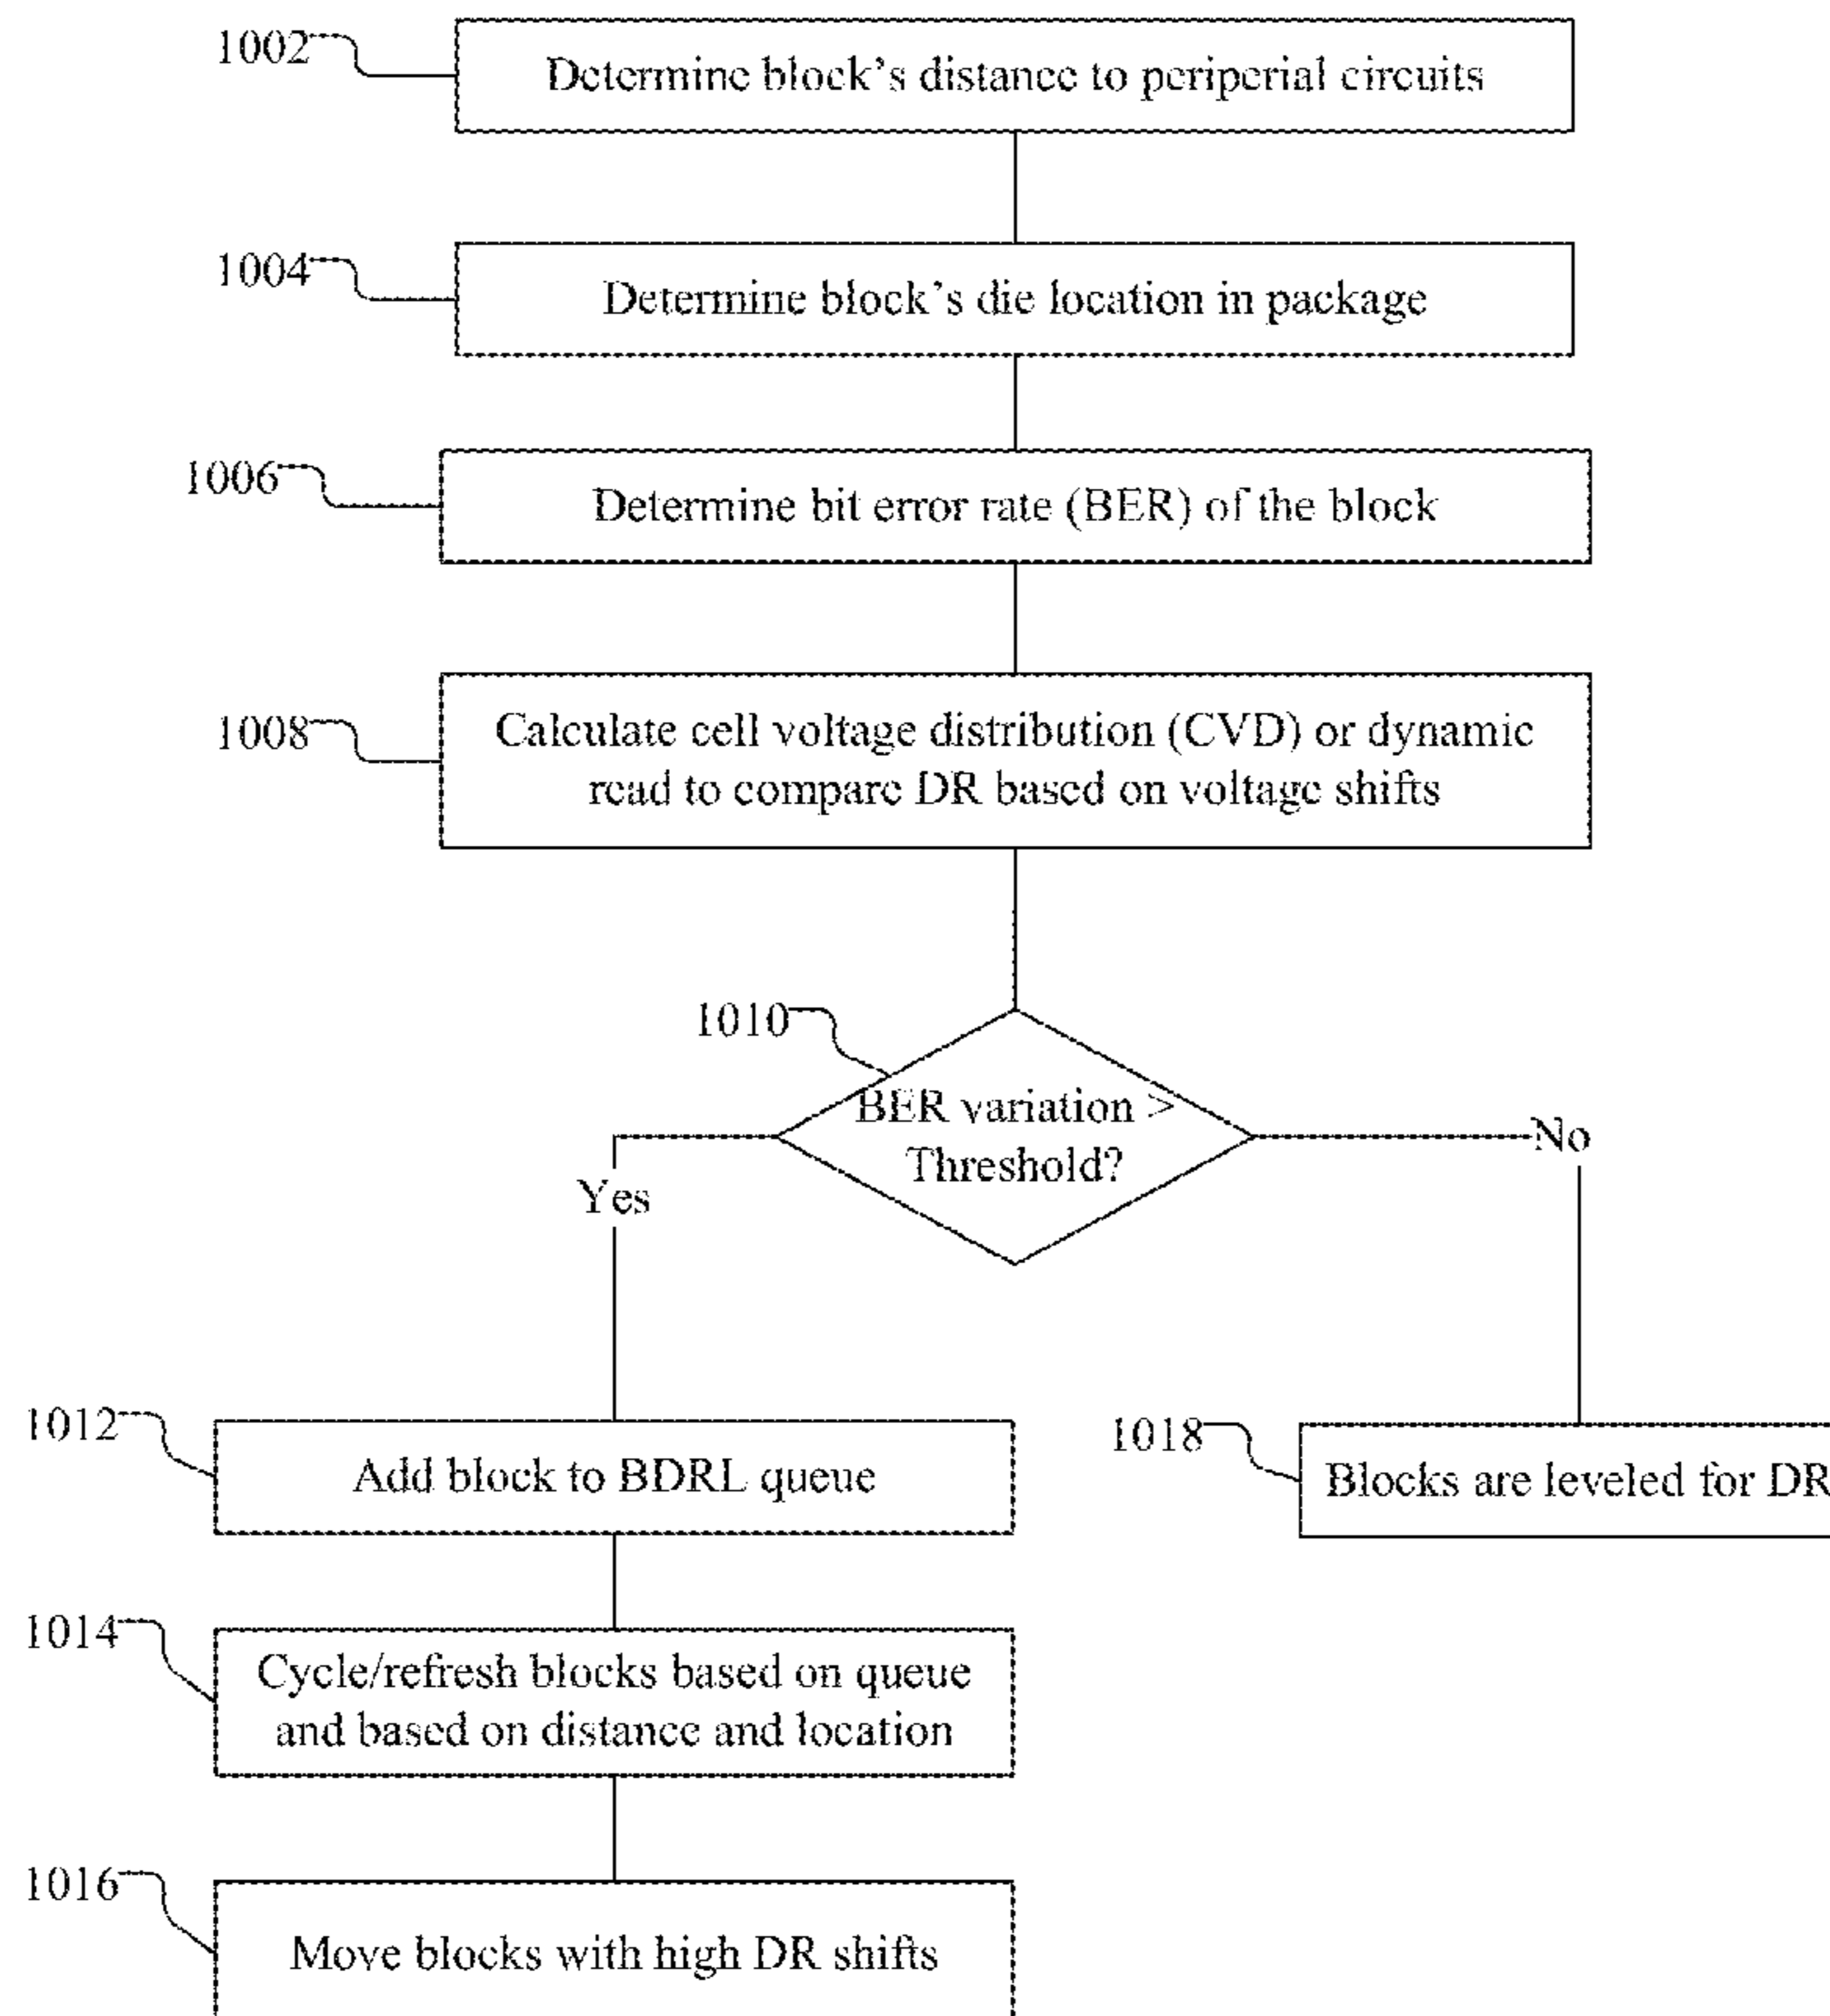 1002
Determine block's distance to periperial circuits
1004
Determine block's die location in package
1006
Determine bit error rate (BER) of the block
1008
Calculate cell voltage distribution (CVD) or dynamic
read to compare DR based on voltage shifts
1010
BER variation >
Threshold?
Yes
No
1012
Add block to BDRL queue
1018
Blocks are leveled for DR
1014
Cycle/refresh blocks based on queue
and based on distance and location
1016
Move blocks with high DR shifts